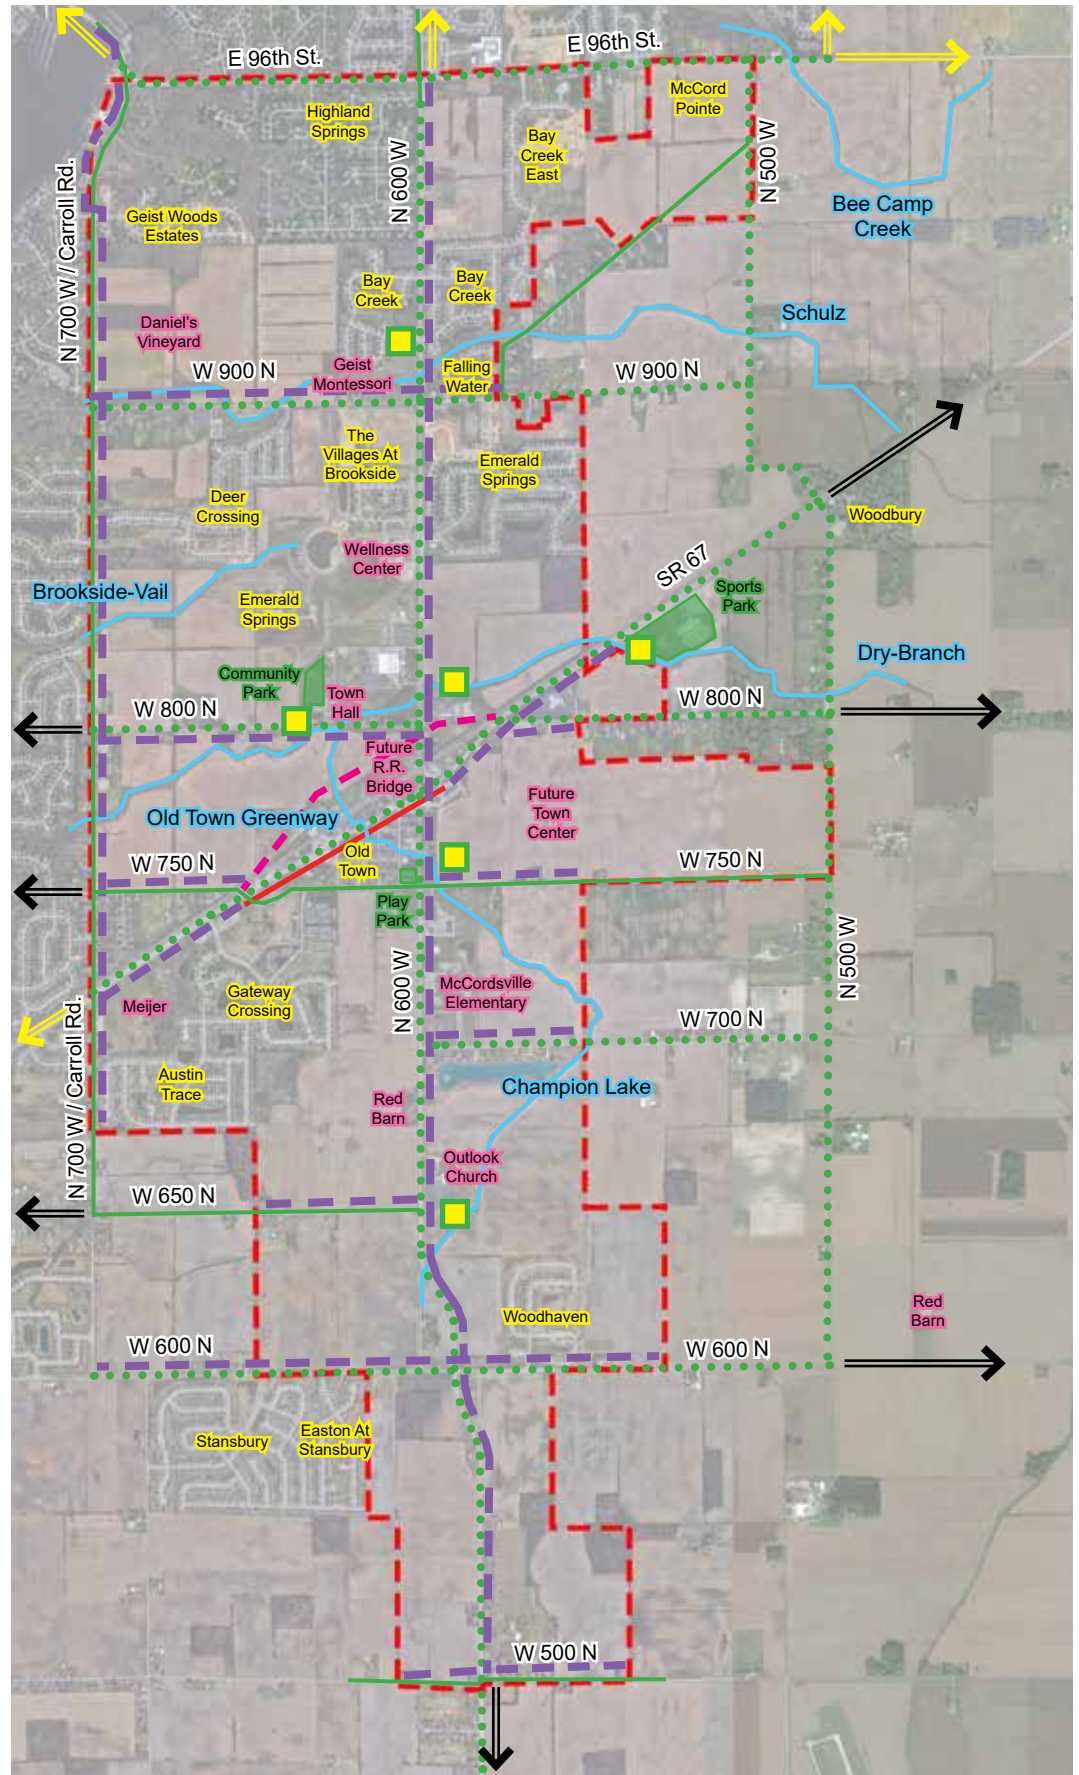 E 96th St.
E 96th St.
McCord
Pointe
Highland
Springs
Bay
Creek
East
N 600 W
N 500 W
Bee Camp
Creek
Geist Woods
Estates
N 700 W / Carroll Rd.
Bay
Creek
Bay
Creek
Schulz
Daniel's
Vineyard
W 900 N
Geist
Montessori
Falling
Water
W 900 N
The
Villages At
Brookside
Emerald
Springs
Deer
Crossing
Woodbury
Wellness
Center
SR 67
Sports
Park
Brookside-Vail
Emerald
Springs
Dry-Branch
Community
Park
Town
Hall
W 800 N
W 800 N
Future
R.R.
Bridge
Future
Town
Center
Old Town Greenway
Old
Town
W 750 N
W 750 N
Play
Park
N 600 W
N 500 W
McCordsville
Elementary
Meijer
Gateway
Crossing
W 700 N
N 700 W / Carroll Rd.
Austin
Trace
Champion Lake
Red
Barn
Outlook
Church
W 650 N
Red
Barn
Woodhaven
W 600 N
W 600 N
Stansbury
Easton At
Stansbury
W 500 N